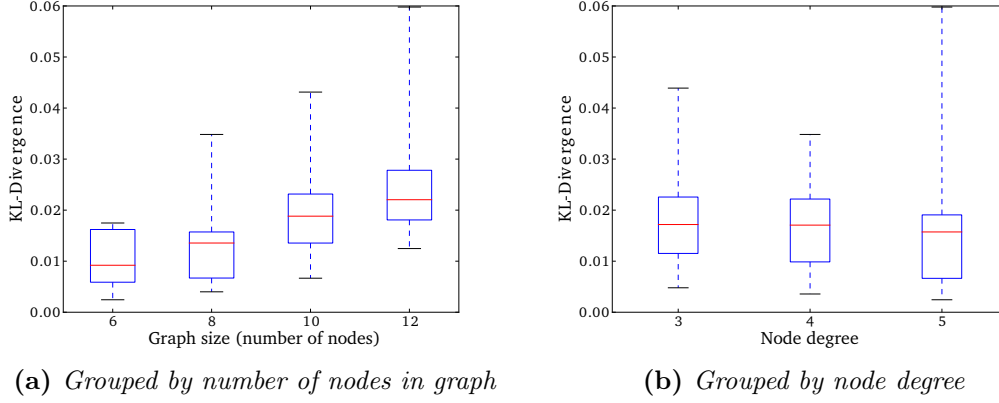 0.06
0.05
0.04
0.03
0.02
0.01
0.00
KL-Divergence
6 8 10 12
Graph size (number of nodes)
(a) Grouped by number of nodes in graph
0.06
0.05
0.04
0.03
0.02
0.01
0.00
KL-Divergence
3 4 5
Node degree
(b) Grouped by node degree